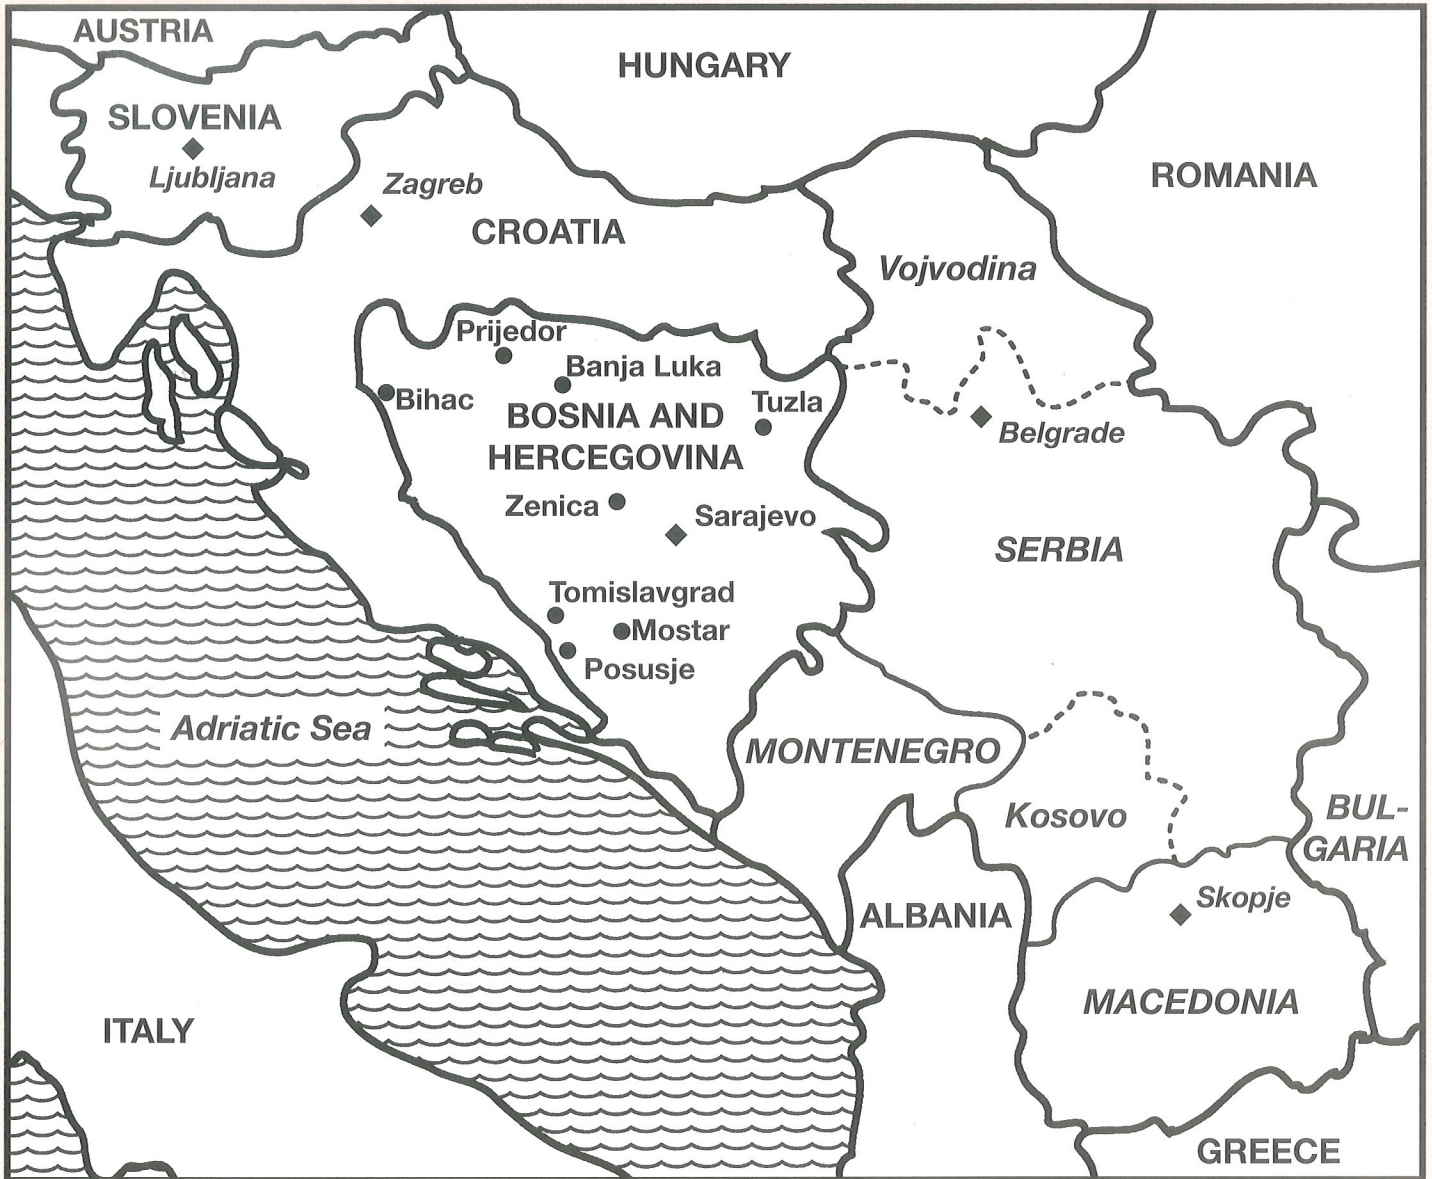 AUSTRIA
HUNGARY
SLOVENIA
Ljubljana
Zagreb
ROMANIA
CROATIA
Vojvodina
Prijedor
Banja Luka
Bihac
Tuzla
BOSNIA AND
HERCEGOVINA
Belgrade
Zenica
Sarajevo
SERBIA
Tomislavgrad
Mostar
Posusje
Adriatic Sea
MONTENEGRO
Kosovo
BUL-
GARIA
Skopje
ALBANIA
MACEDONIA
ITALY
GREECE